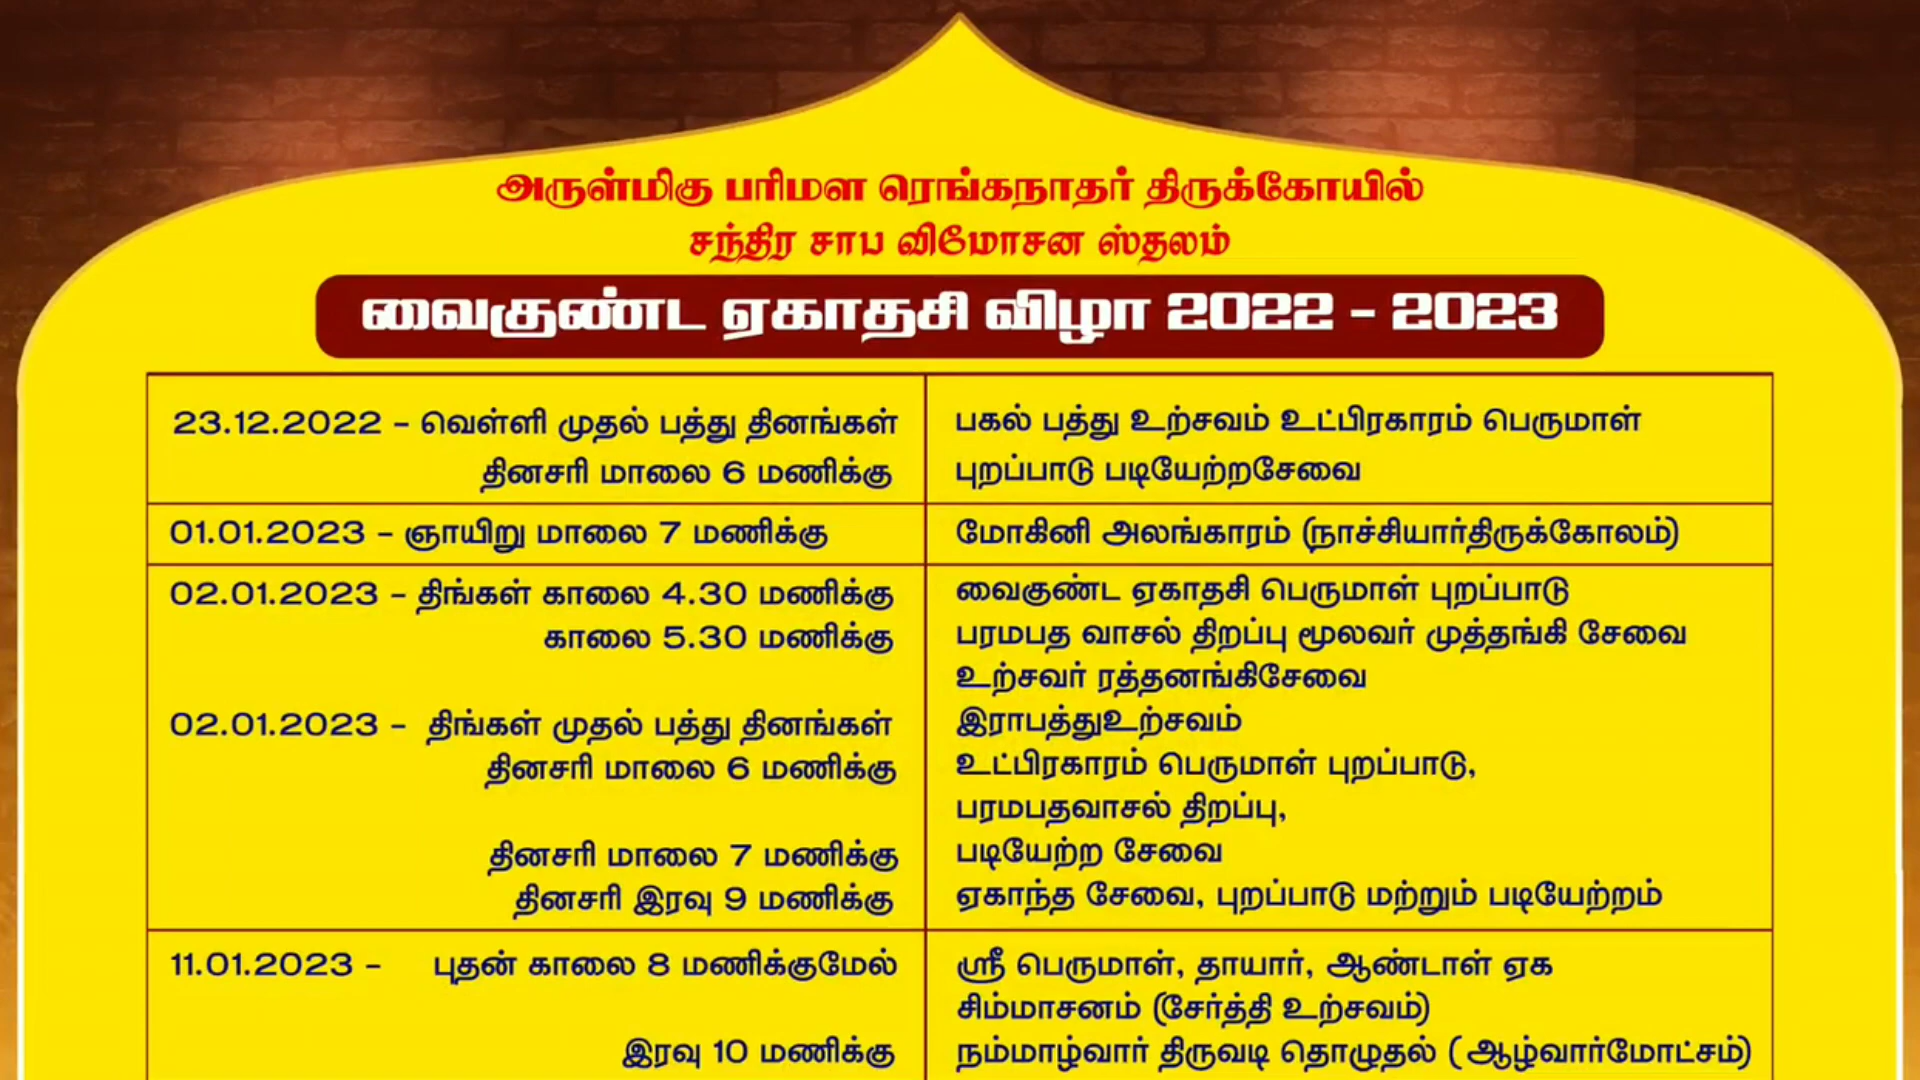 அருள்மிகு பரிமள ரெங்கநாதர் திருக்கோயில்
சந்திர சாப விமோசன ஸ்தலம்
வைகுண்ட ஏகாதசி விழா 2022 - 2023
23.12.2022 - வெள்ளி முதல் பத்து தினங்கள்
தினசரி மாலை 6 மணிக்கு
பகல் பத்து உற்சவம் உட்பிரகாரம் பெருமாள்
புறப்பாடு படியேற்றசேவை
01.01.2023 - ஞாயிறு மாலை 7 மணிக்கு
மோகினி அலங்காரம் (நாச்சியார்திருக்கோலம்)
02.01.2023 - திங்கள் காலை 4.30 மணிக்கு
காலை 5.30 மணிக்கு
வைகுண்ட ஏகாதசி பெருமாள் புறப்பாடு
பரமபத வாசல் திறப்பு மூலவர் முத்தங்கி சேவை
உற்சவர் ரத்தனங்கிசேவை
02.01.2023 - திங்கள் முதல் பத்து தினங்கள்
தினசரி மாலை 6 மணிக்கு
இராபத்துஉற்சவம்
உட்பிரகாரம் பெருமாள் புறப்பாடு,
பரமபதவாசல் திறப்பு,
தினசரி மாலை 7 மணிக்கு
படியேற்ற சேவை
தினசரி இரவு 9 மணிக்கு
ஏகாந்த சேவை, புறப்பாடு மற்றும் படியேற்றம்
11.01.2023 - புதன் காலை 8 மணிக்குமேல்
ஸ்ரீ பெருமாள், தாயார், ஆண்டாள் ஏக
சிம்மாசனம் (சேர்த்தி உற்சவம்)
இரவு 10 மணிக்கு
நம்மாழ்வார் திருவடி தொழுதல் (ஆழ்வார்மோட்சம்)